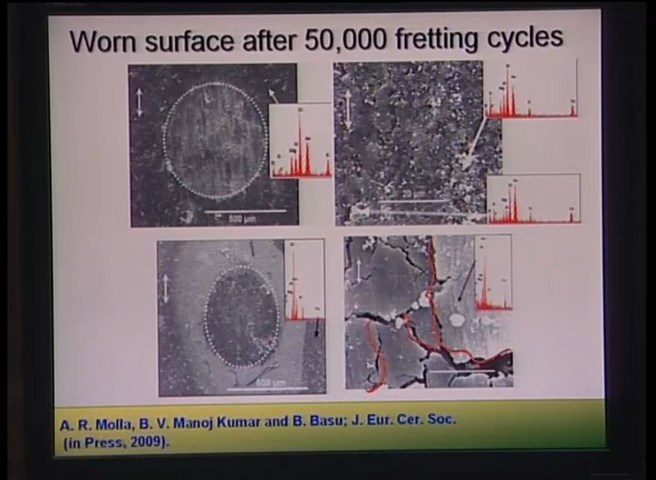 Worn surface after 50,000 fretting cycles
500 µm
20 µm
500 µm
A. R. Molla, B. V. Manoj Kumar and B. Basu; J. Eur. Cer. Soc.
(in Press, 2009).